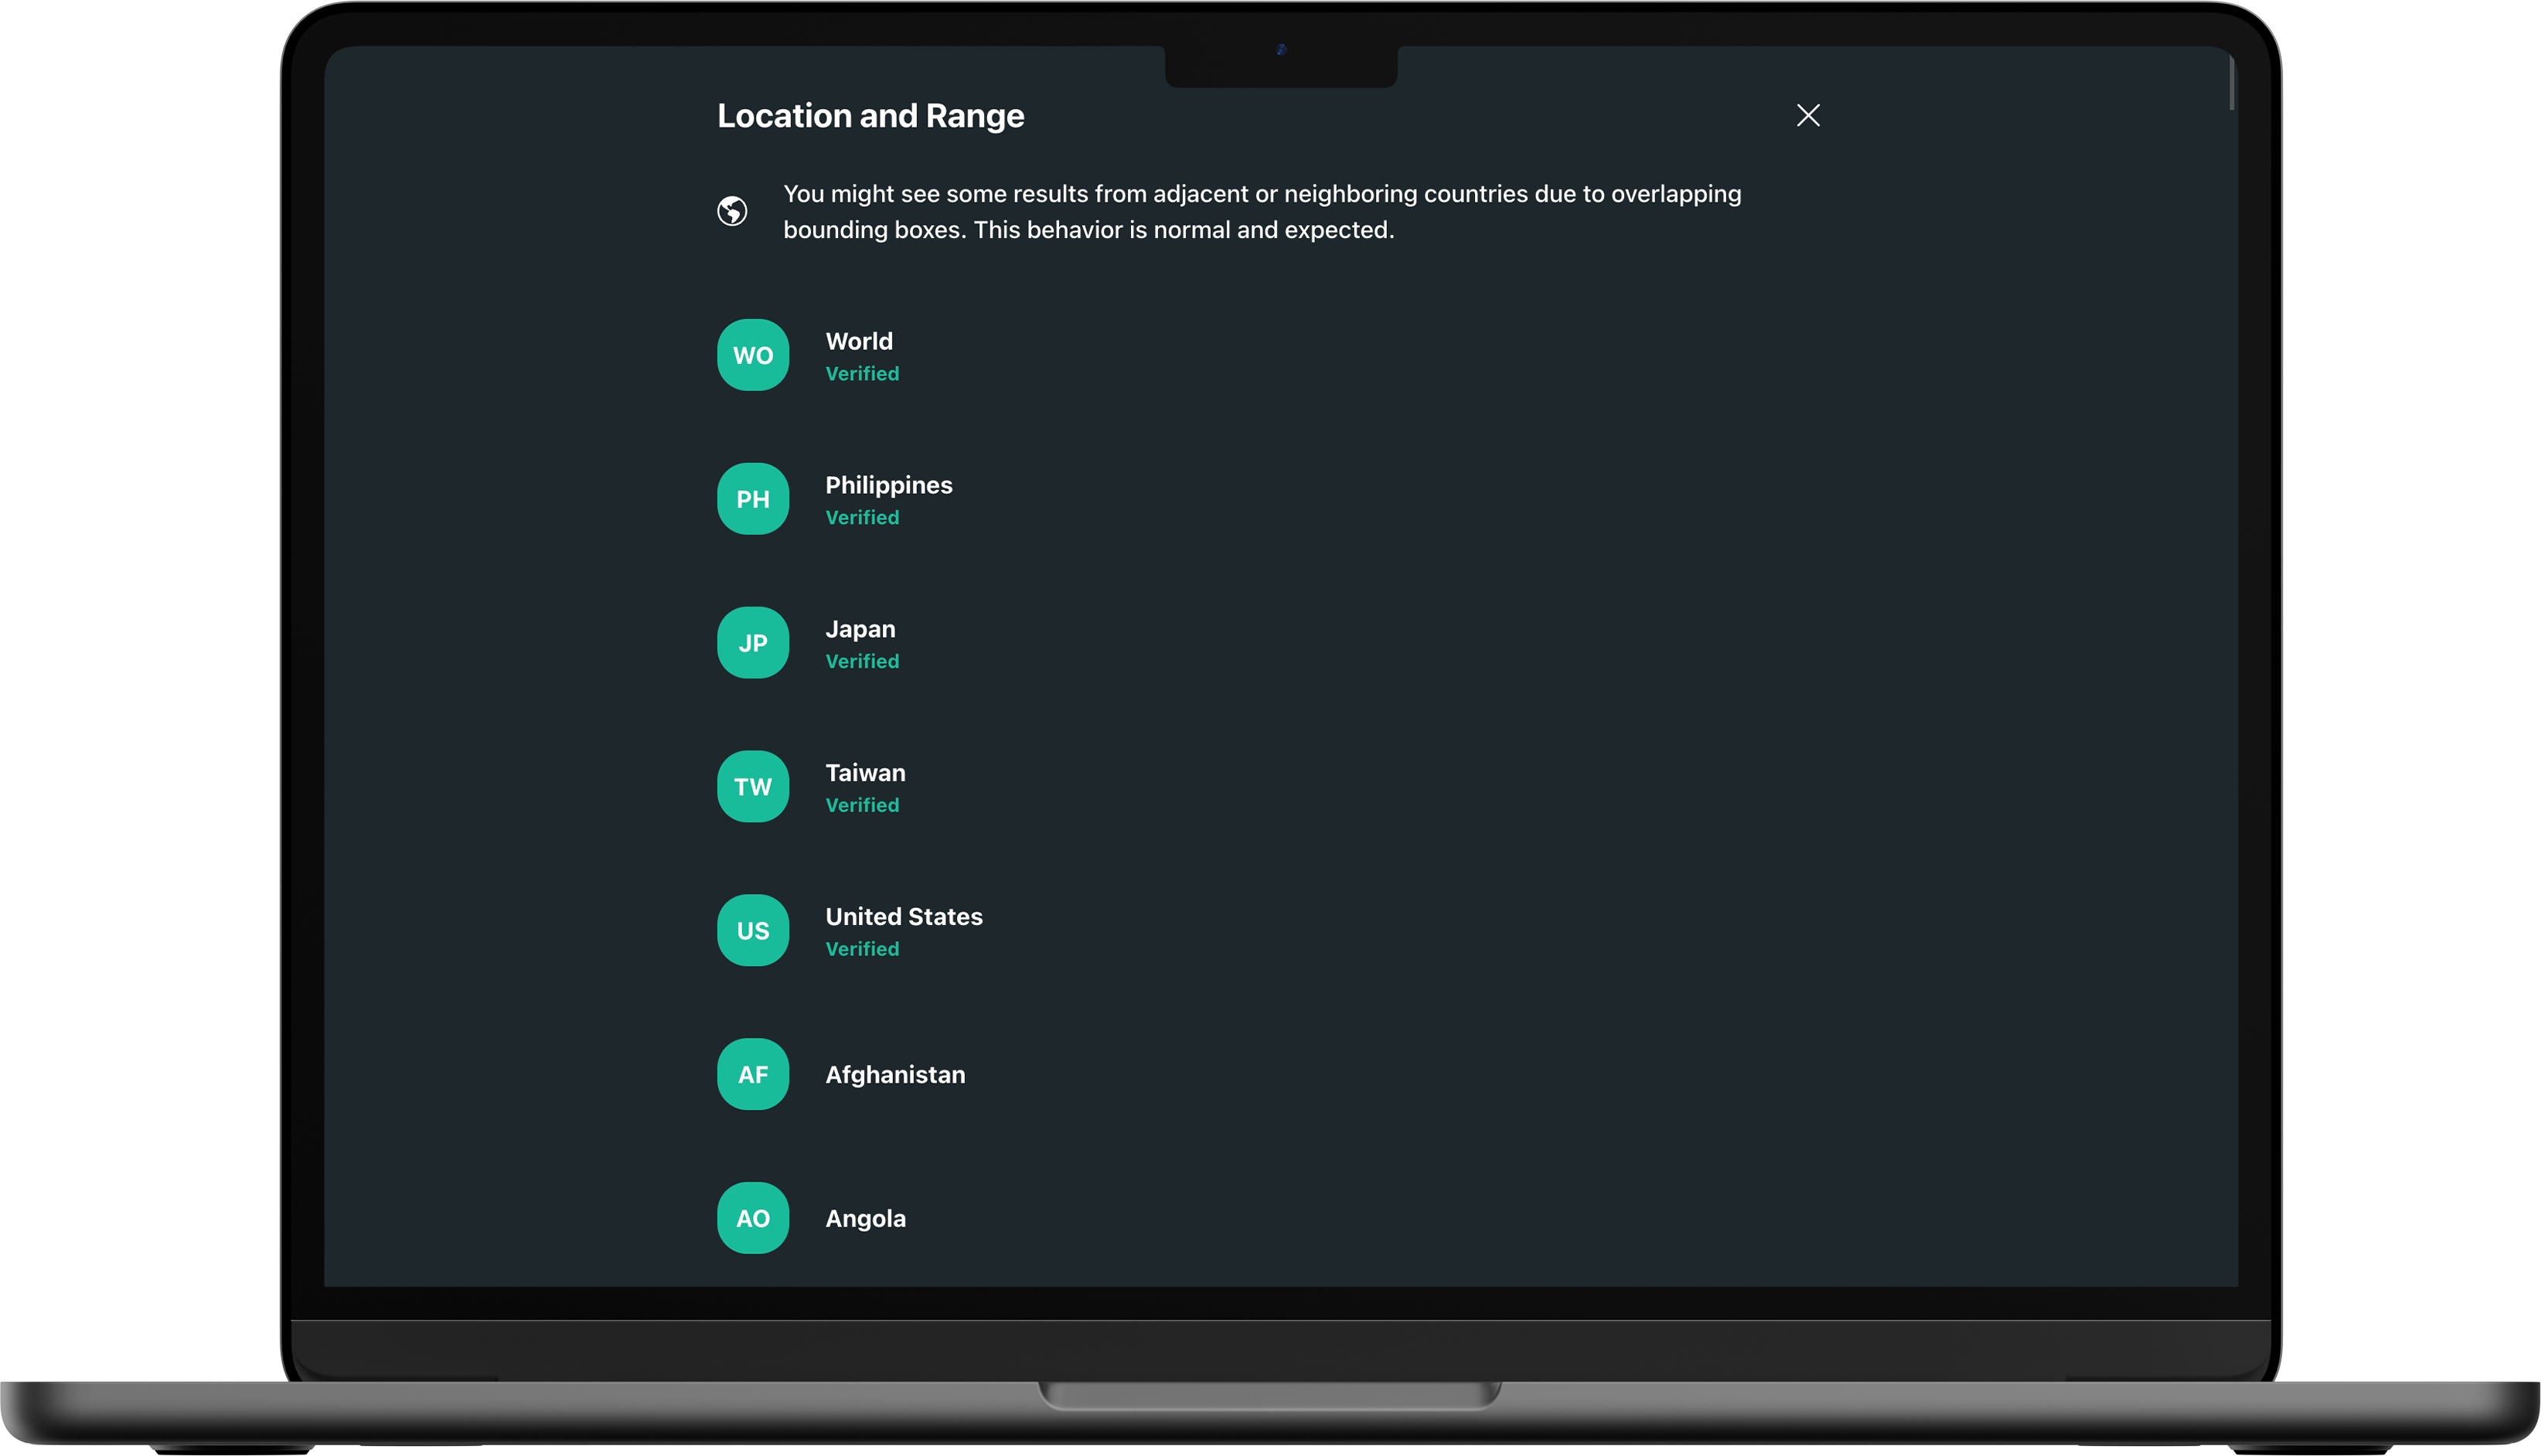 Location and Range
You might see some results from adjacent or neighboring countries due to overlapping
bounding boxes. This behavior is normal and expected.
WO
World
Verified
PH
Philippines
Verified
JP
Japan
Verified
TW
Taiwan
Verified
US
United States
Verified
AF
Afghanistan
AO
Angola